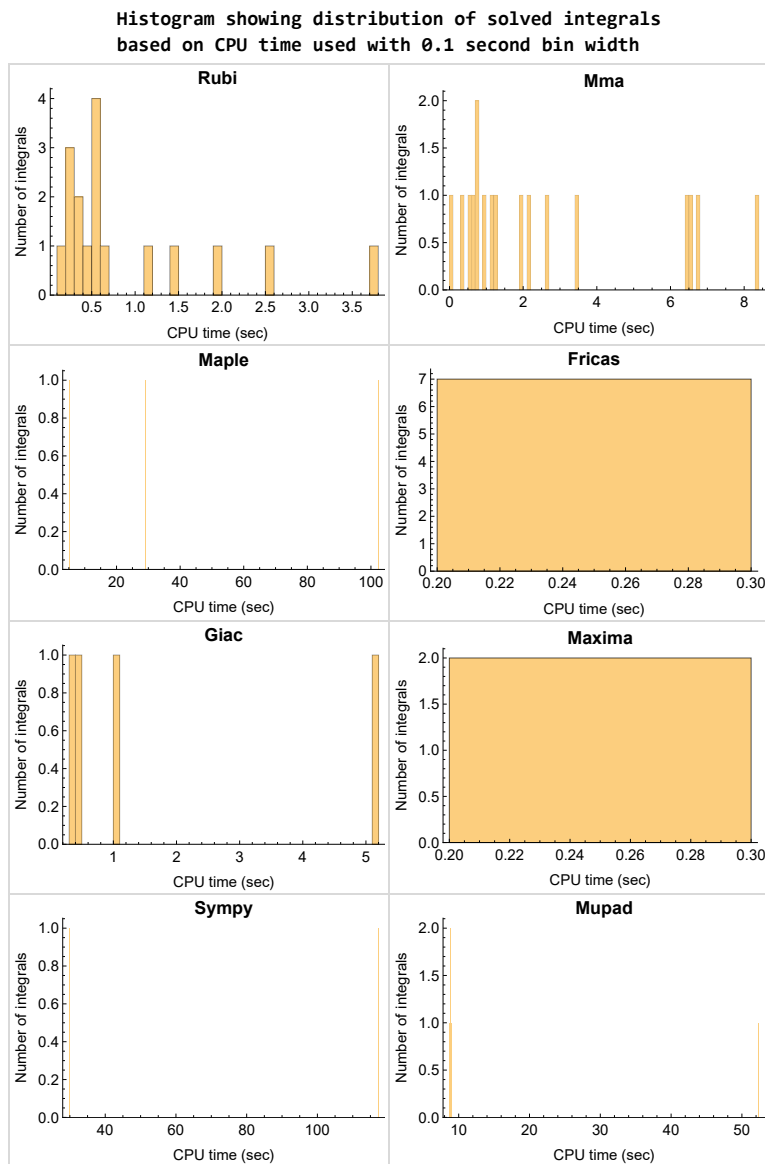 Histogram showing distribution of solved integrals
based on CPU time used with 0.1 second bin width
Rubi
Number of integrals
4
3
2
1
0
0.5 1.0 1.5 2.0 2.5 3.0 3.5
CPU time (sec)
Mma
Number of integrals
2.0
1.5
1.0
0.5
0.0
0 2 4 6 8
CPU time (sec)
Maple
Number of integrals
1.0
0.8
0.6
0.4
0.2
0.0
20 40 60 80 100
CPU time (sec)
Fricas
Number of integrals
7
6
5
4
3
2
1
0
0.20 0.22 0.24 0.26 0.28 0.30
CPU time (sec)
Giac
Number of integrals
1.0
0.8
0.6
0.4
0.2
0.0
1 2 3 4 5
CPU time (sec)
Maxima
Number of integrals
2.0
1.5
1.0
0.5
0.0
0.20 0.22 0.24 0.26 0.28 0.30
CPU time (sec)
Sympy
Number of integrals
1.0
0.8
0.6
0.4
0.2
0.0
40 60 80 100
CPU time (sec)
Mupad
Number of integrals
2.0
1.5
1.0
0.5
0.0
10 20 30 40 50
CPU time (sec)